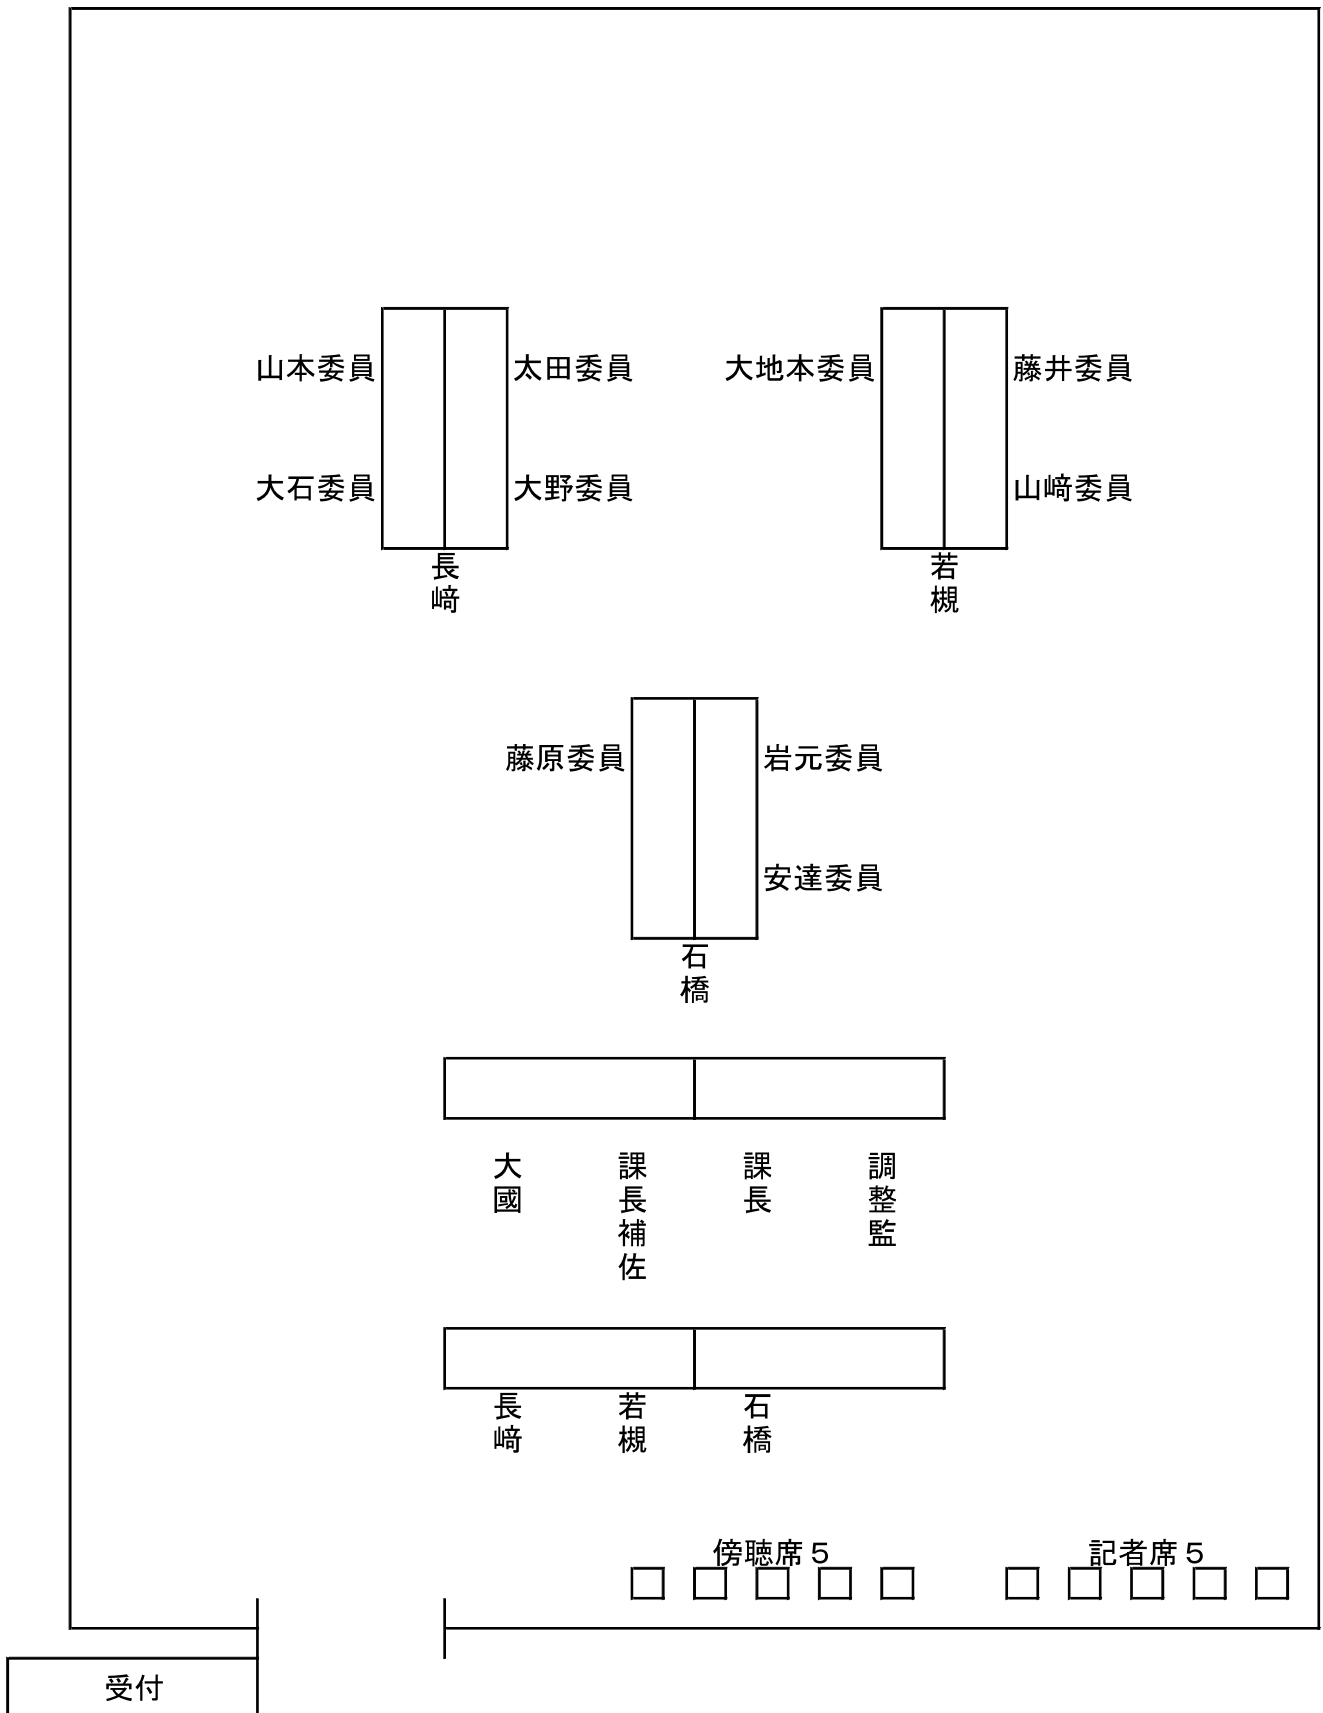 山本委員
太田委員
大地本委員
藤井委員
大石委員
大野委員
山﨑委員
長﨑
若槻
藤原委員
岩元委員
安達委員
石橋
大國
課長補佐
課長
調整監
長﨑
若槻
石橋
傍聴席５
記者席５
受付